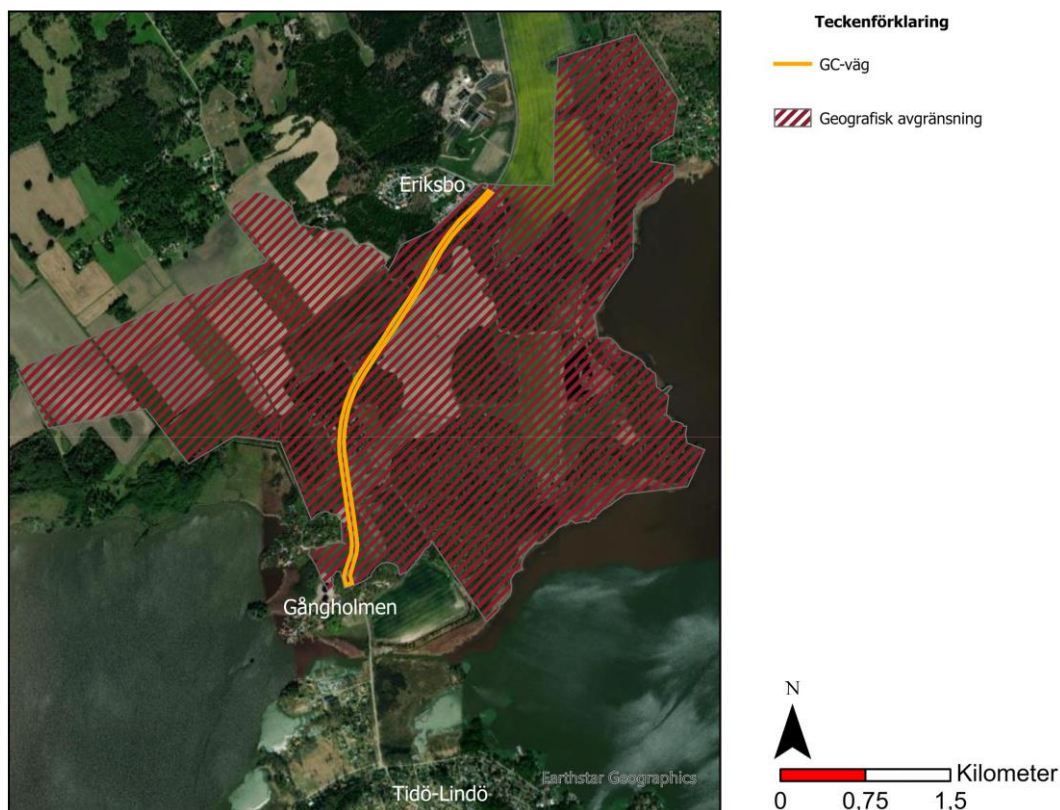 Teckenförklaring
GC-väg
Geografisk avgränsning
Eriksbo
Gångholmen
Tidö-Lindö
Earthstar Geographics
N
Kilometer
0 0,75 1,5